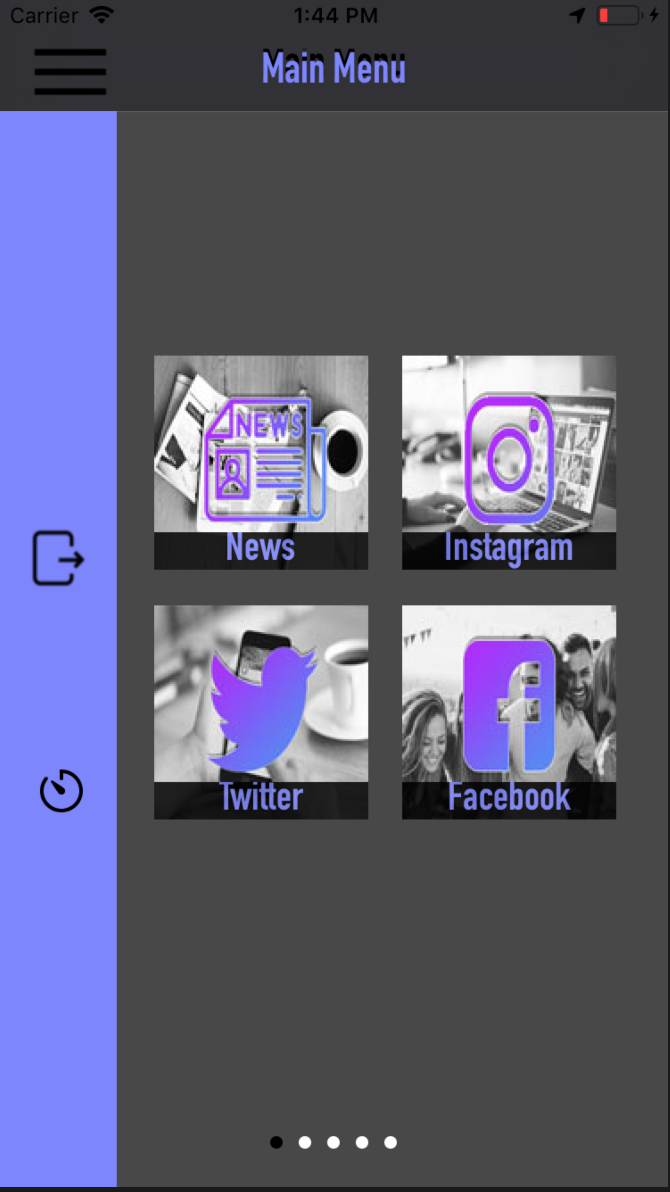 Carrier 1:44 PM
Main Menu
NEWS
News
Instagram
Twitter
Facebook